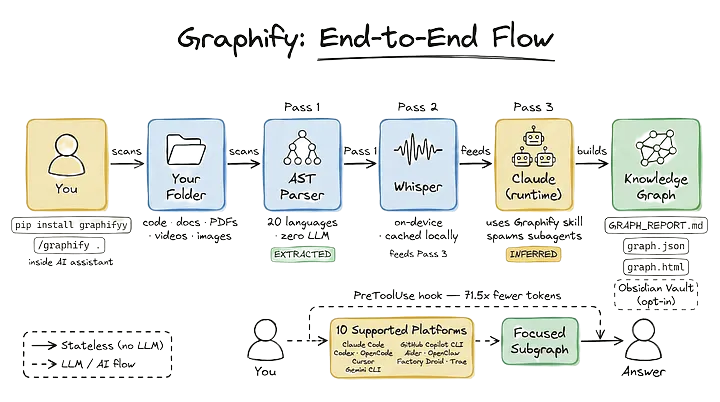 Graphify: End-to-End Flow
Pass 1
Pass 2
Pass 3
You
scans
Your
Folder
scans
AST
Parser
Pass 1
Whisper
feeds
Claude
(runtime)
builds
Knowledge
Graph
pip install graphifyy
/graphify .
inside AI assistant
code · docs · PDFs
· videos · images
20 languages
· zero LLM
EXTRACTED
on-device
· cached locally
feeds Pass 3
uses Graphify skill
spawns subagents
INFERRED
GRAPH_REPORT.md
graph.json
graph.html
Obsidian Vault
(opt-in)
PreToolUse hook — 71.5x fewer tokens
Stateless (no LLM)
LLM / AI flow
You
10 Supported Platforms
Claude Code
Codex · OpenCode
Cursor
Gemini CLI
GitHub Copilot CLI
Aider · OpenClaw
Factory Droid · Trae
Focused
Subgraph
Answer